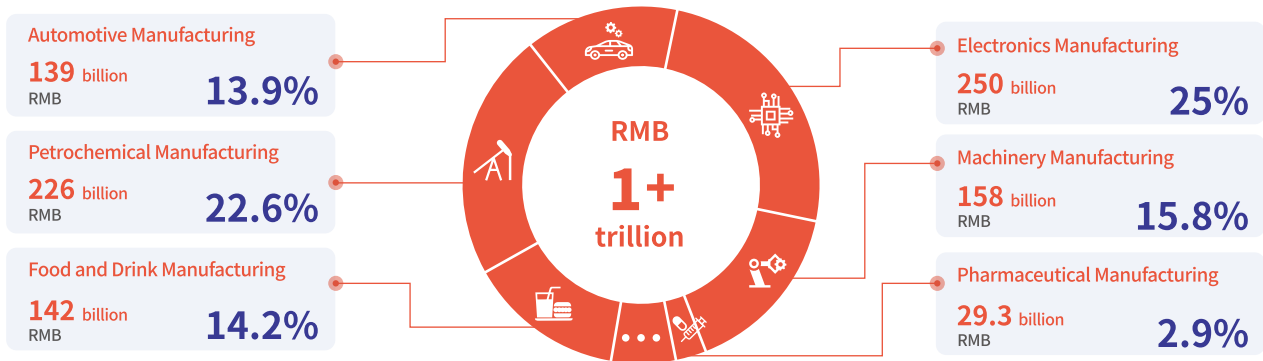 Automotive Manufacturing
139 billion
RMB
13.9%
Petrochemical Manufacturing
226 billion
RMB
22.6%
Food and Drink Manufacturing
142 billion
RMB
14.2%
RMB
1+
trillion
Electronics Manufacturing
250 billion
RMB
25%
Machinery Manufacturing
158 billion
RMB
15.8%
Pharmaceutical Manufacturing
29.3 billion
RMB
2.9%